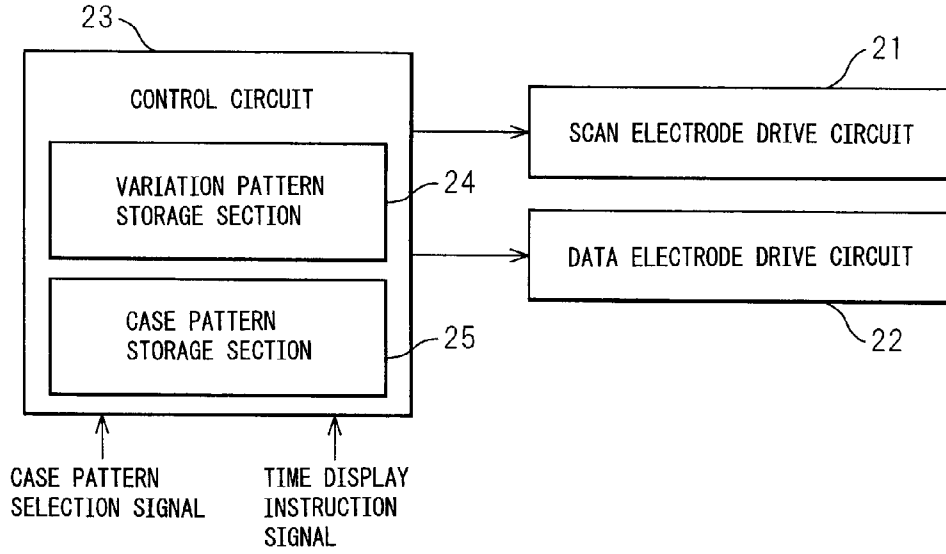 23
CONTROL CIRCUIT
VARIATION PATTERN
STORAGE SECTION
24
CASE PATTERN
STORAGE SECTION
25
21
SCAN ELECTRODE DRIVE CIRCUIT
DATA ELECTRODE DRIVE CIRCUIT
22
CASE PATTERN
SELECTION SIGNAL
TIME DISPLAY
INSTRUCTION
SIGNAL